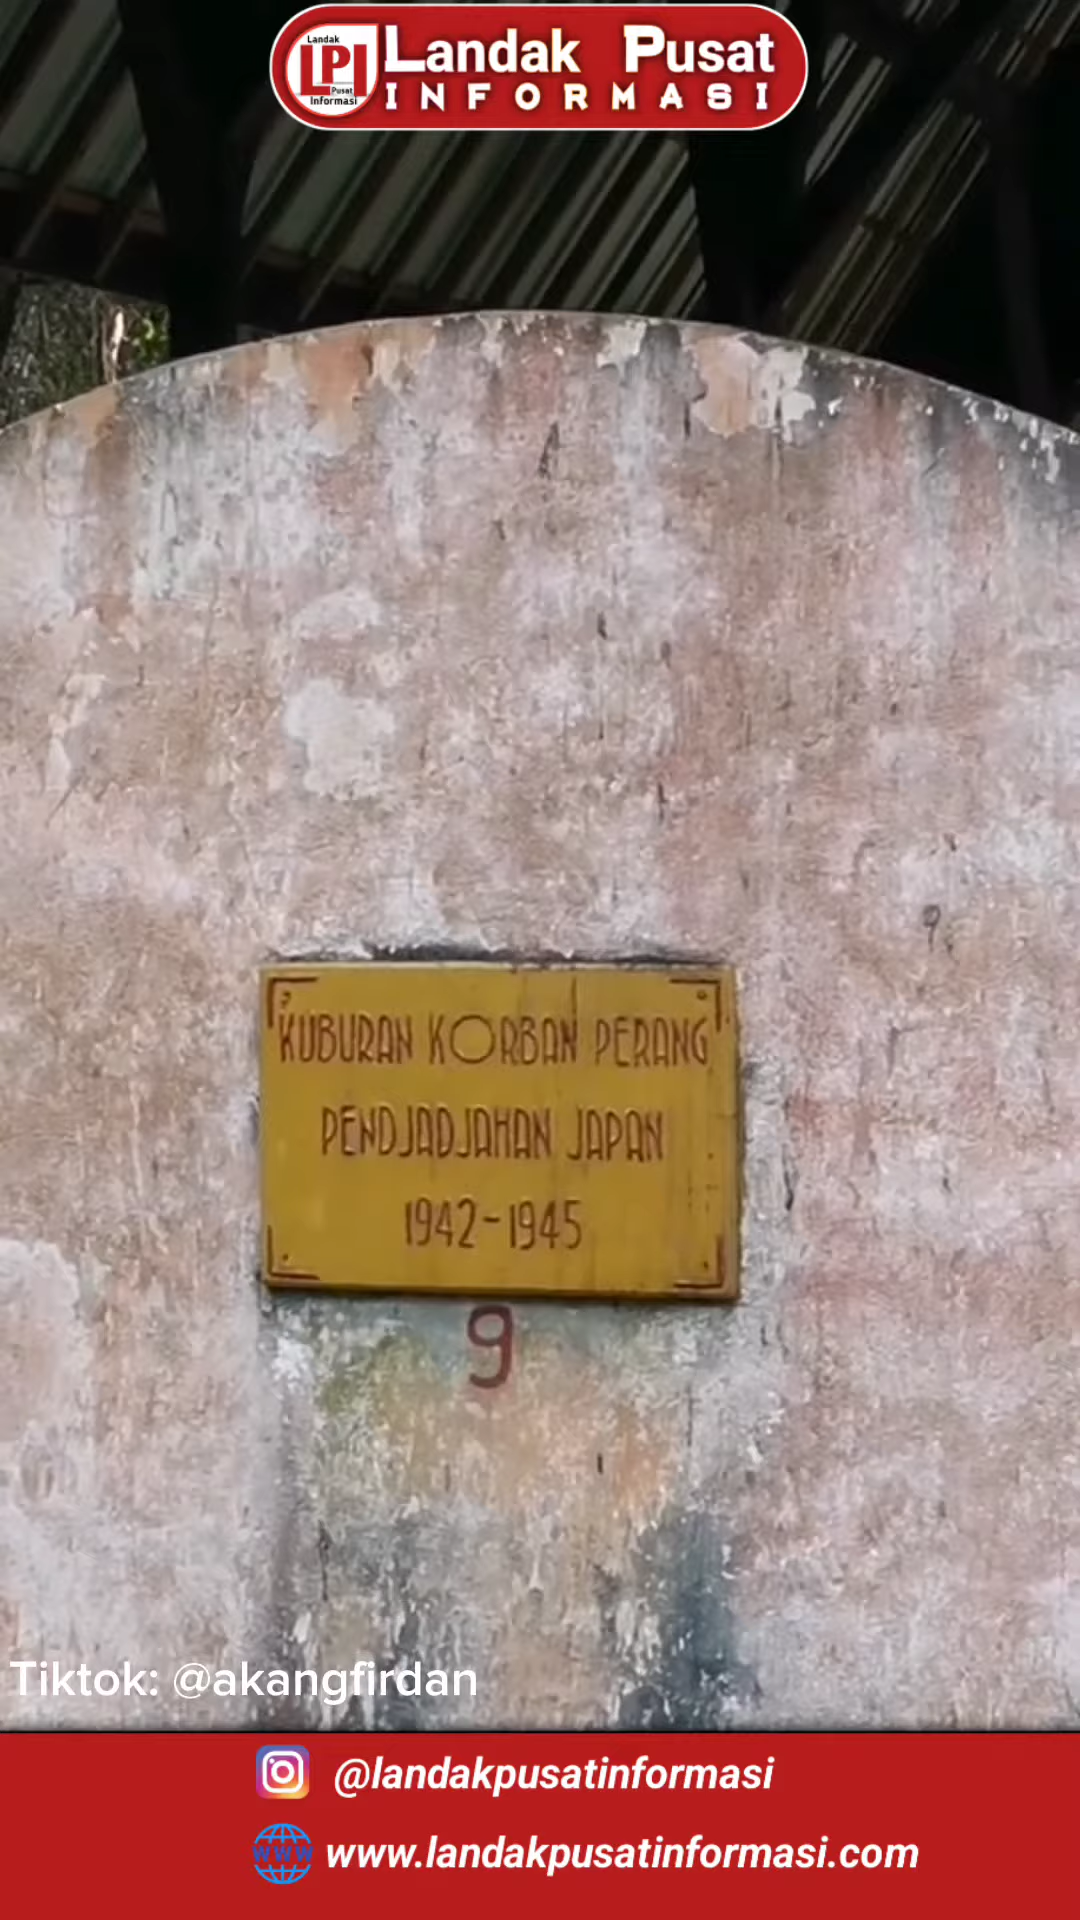 Landak
LPI
Pusat
Informasi
Landak Pusat
INFORMASI
KUBURAN KORBAN PERANG
PENDJADJAHAN JAPAN
1942-1945
9
Tiktok: @akangfirdan
@landakpusatinformasi
WWW
www.landakpusatinformasi.com